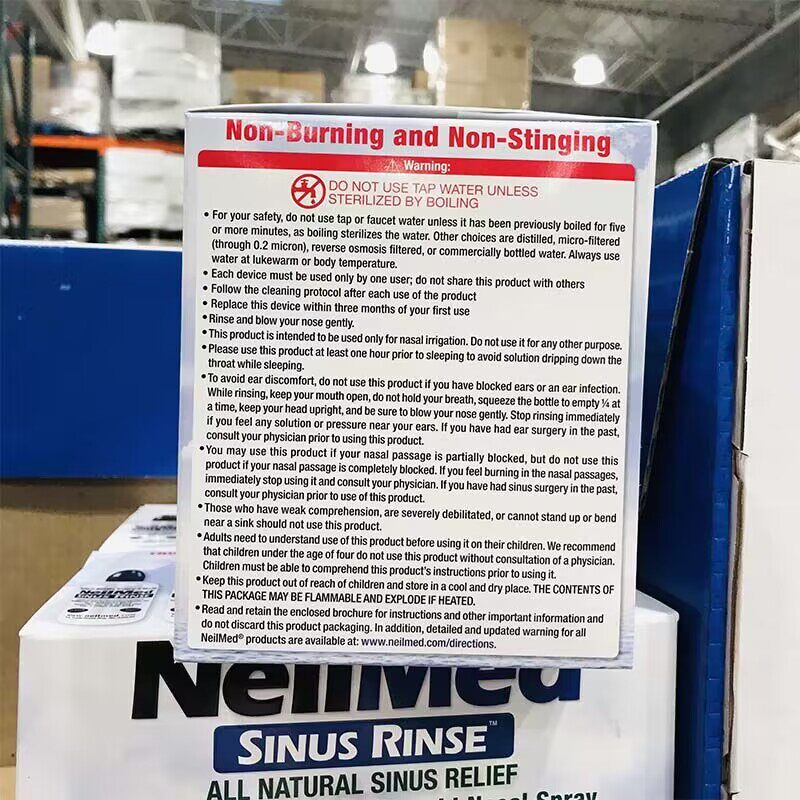 Non-Burning and Non-Stinging
⚠ Warning:
DO NOT USE TAP WATER UNLESS
STERILIZED BY BOILING
• For your safety, do not use tap or faucet water unless it has been previously boiled for five
or more minutes, as boiling sterilizes the water. Other choices are distilled, micro-filtered
(through 0.2 micron), reverse osmosis filtered, or commercially bottled water. Always use
water at lukewarm or body temperature.
• Each device must be used only by one user; do not share this product with others
• Follow the cleaning protocol after each use of the product
• Replace this device within three months of your first use
• Rinse and blow your nose gently.
• This product is intended to be used only for nasal irrigation. Do not use it for any other purpose.
• Please use this product at least one hour prior to sleeping to avoid solution dripping down the
throat while sleeping.
• To avoid ear discomfort, do not use this product if you have blocked ears or an ear infection.
While rinsing, keep your mouth open, do not hold your breath, squeeze the bottle to empty ¼ at
a time, keep your head upright, and be sure to blow your nose gently. Stop rinsing immediately
if you feel any solution or pressure near your ears. If you have had ear surgery in the past,
consult your physician prior to using this product.
• You may use this product if your nasal passage is partially blocked, but do not use this
product if your nasal passage is completely blocked. If you feel burning in the nasal passages,
immediately stop using it and consult your physician. If you have had sinus surgery in the past,
consult your physician prior to use of this product.
• Those who have weak comprehension, are severely debilitated, or cannot stand up or bend
near a sink should not use this product.
• Adults need to understand use of this product before using it on their children. We recommend
that children under the age of four do not use this product without consultation of a physician.
Children must be able to comprehend this product's instructions prior to using it.
• Keep this product out of reach of children and store in a cool and dry place. THE CONTENTS OF
THIS PACKAGE MAY BE FLAMMABLE AND EXPLODE IF HEATED.
• Read and retain the enclosed brochure for instructions and other important information and
do not discard this product packaging. In addition, detailed and updated warning for all
NeilMed® products are available at: www.neilmed.com/directions.
NeilMed
SINUS RINSE™
ALL NATURAL SINUS RELIEF
Nasal Spray